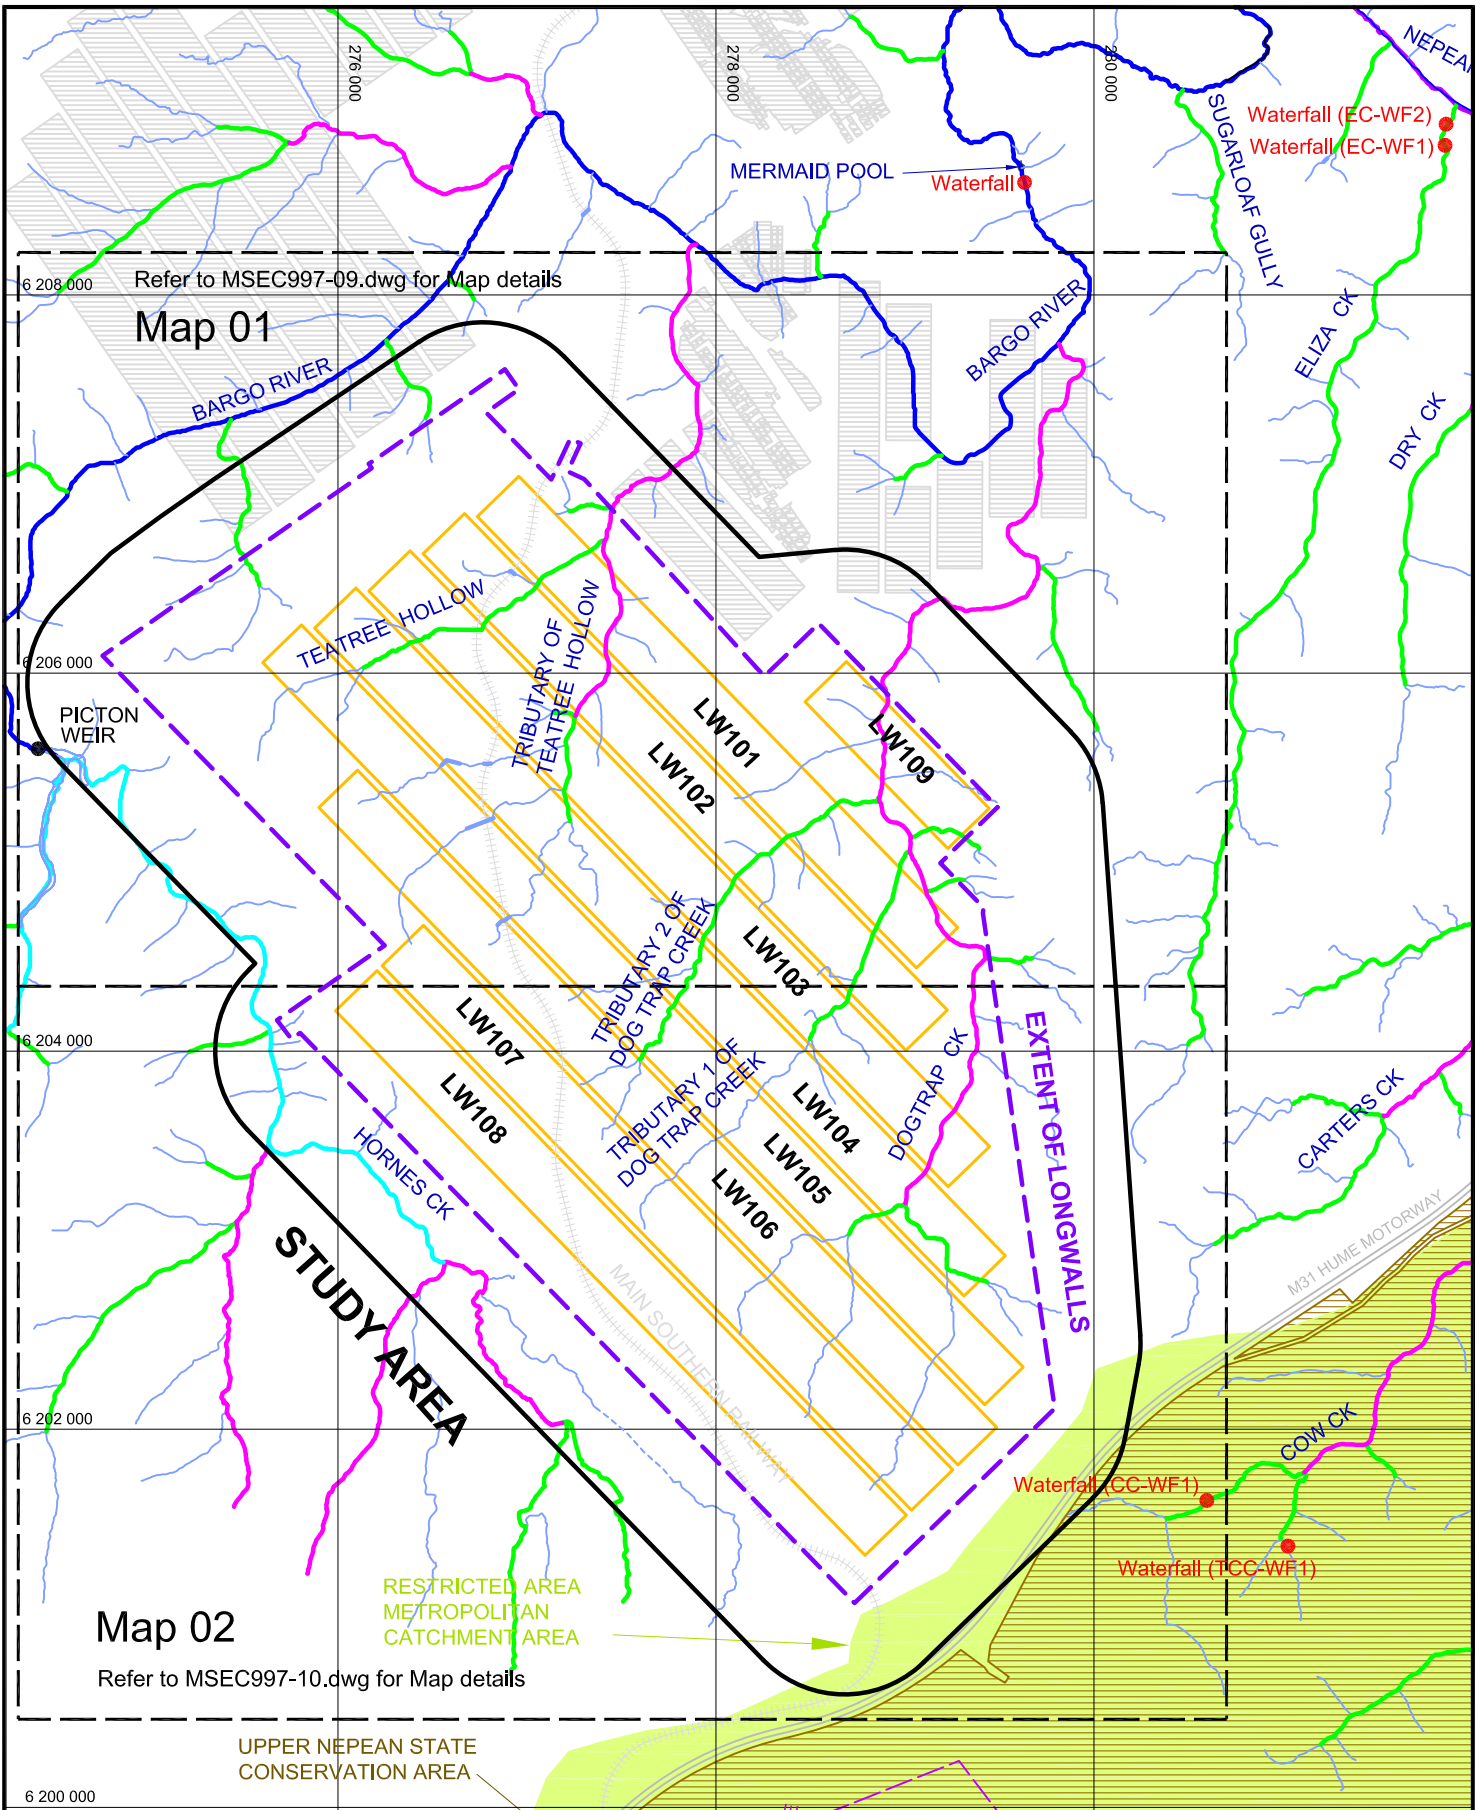 276 000
278 000
280 000
NEPEA
Waterfall (EC-WF2)
Waterfall (EC-WF1)
SUGARLOAF GULLY
MERMAID POOL
Waterfall
Refer to MSEC997-09.dwg for Map details
6 208 000
Map 01
BARGO RIVER
BARGO RIVER
ELIZA CK
DRY CK
TEATREE HOLLOW
TRIBUTARY OF
TEATREE HOLLOW
6 206 000
PICTON
WEIR
LW101
LW102
LW109
TRIBUTARY 2 OF
DOG TRAP CREEK
LW103
LW107
LW108
6 204 000
TRIBUTARY 1 OF
DOG TRAP CREEK
LW104
LW105
LW106
DOGTRAP CK
EXTENT OF LONGWALLS
CARTERS CK
HORNES CK
STUDY AREA
MAIN SOUTHERN RAILWAY
M31 HUME MOTORWAY
6 202 000
COW CK
Waterfall (CC-WF1)
Waterfall (TCC-WF1)
RESTRICTED AREA
METROPOLITAN
CATCHMENT AREA
Map 02
Refer to MSEC997-10.dwg for Map details
UPPER NEPEAN STATE
CONSERVATION AREA
6 200 000